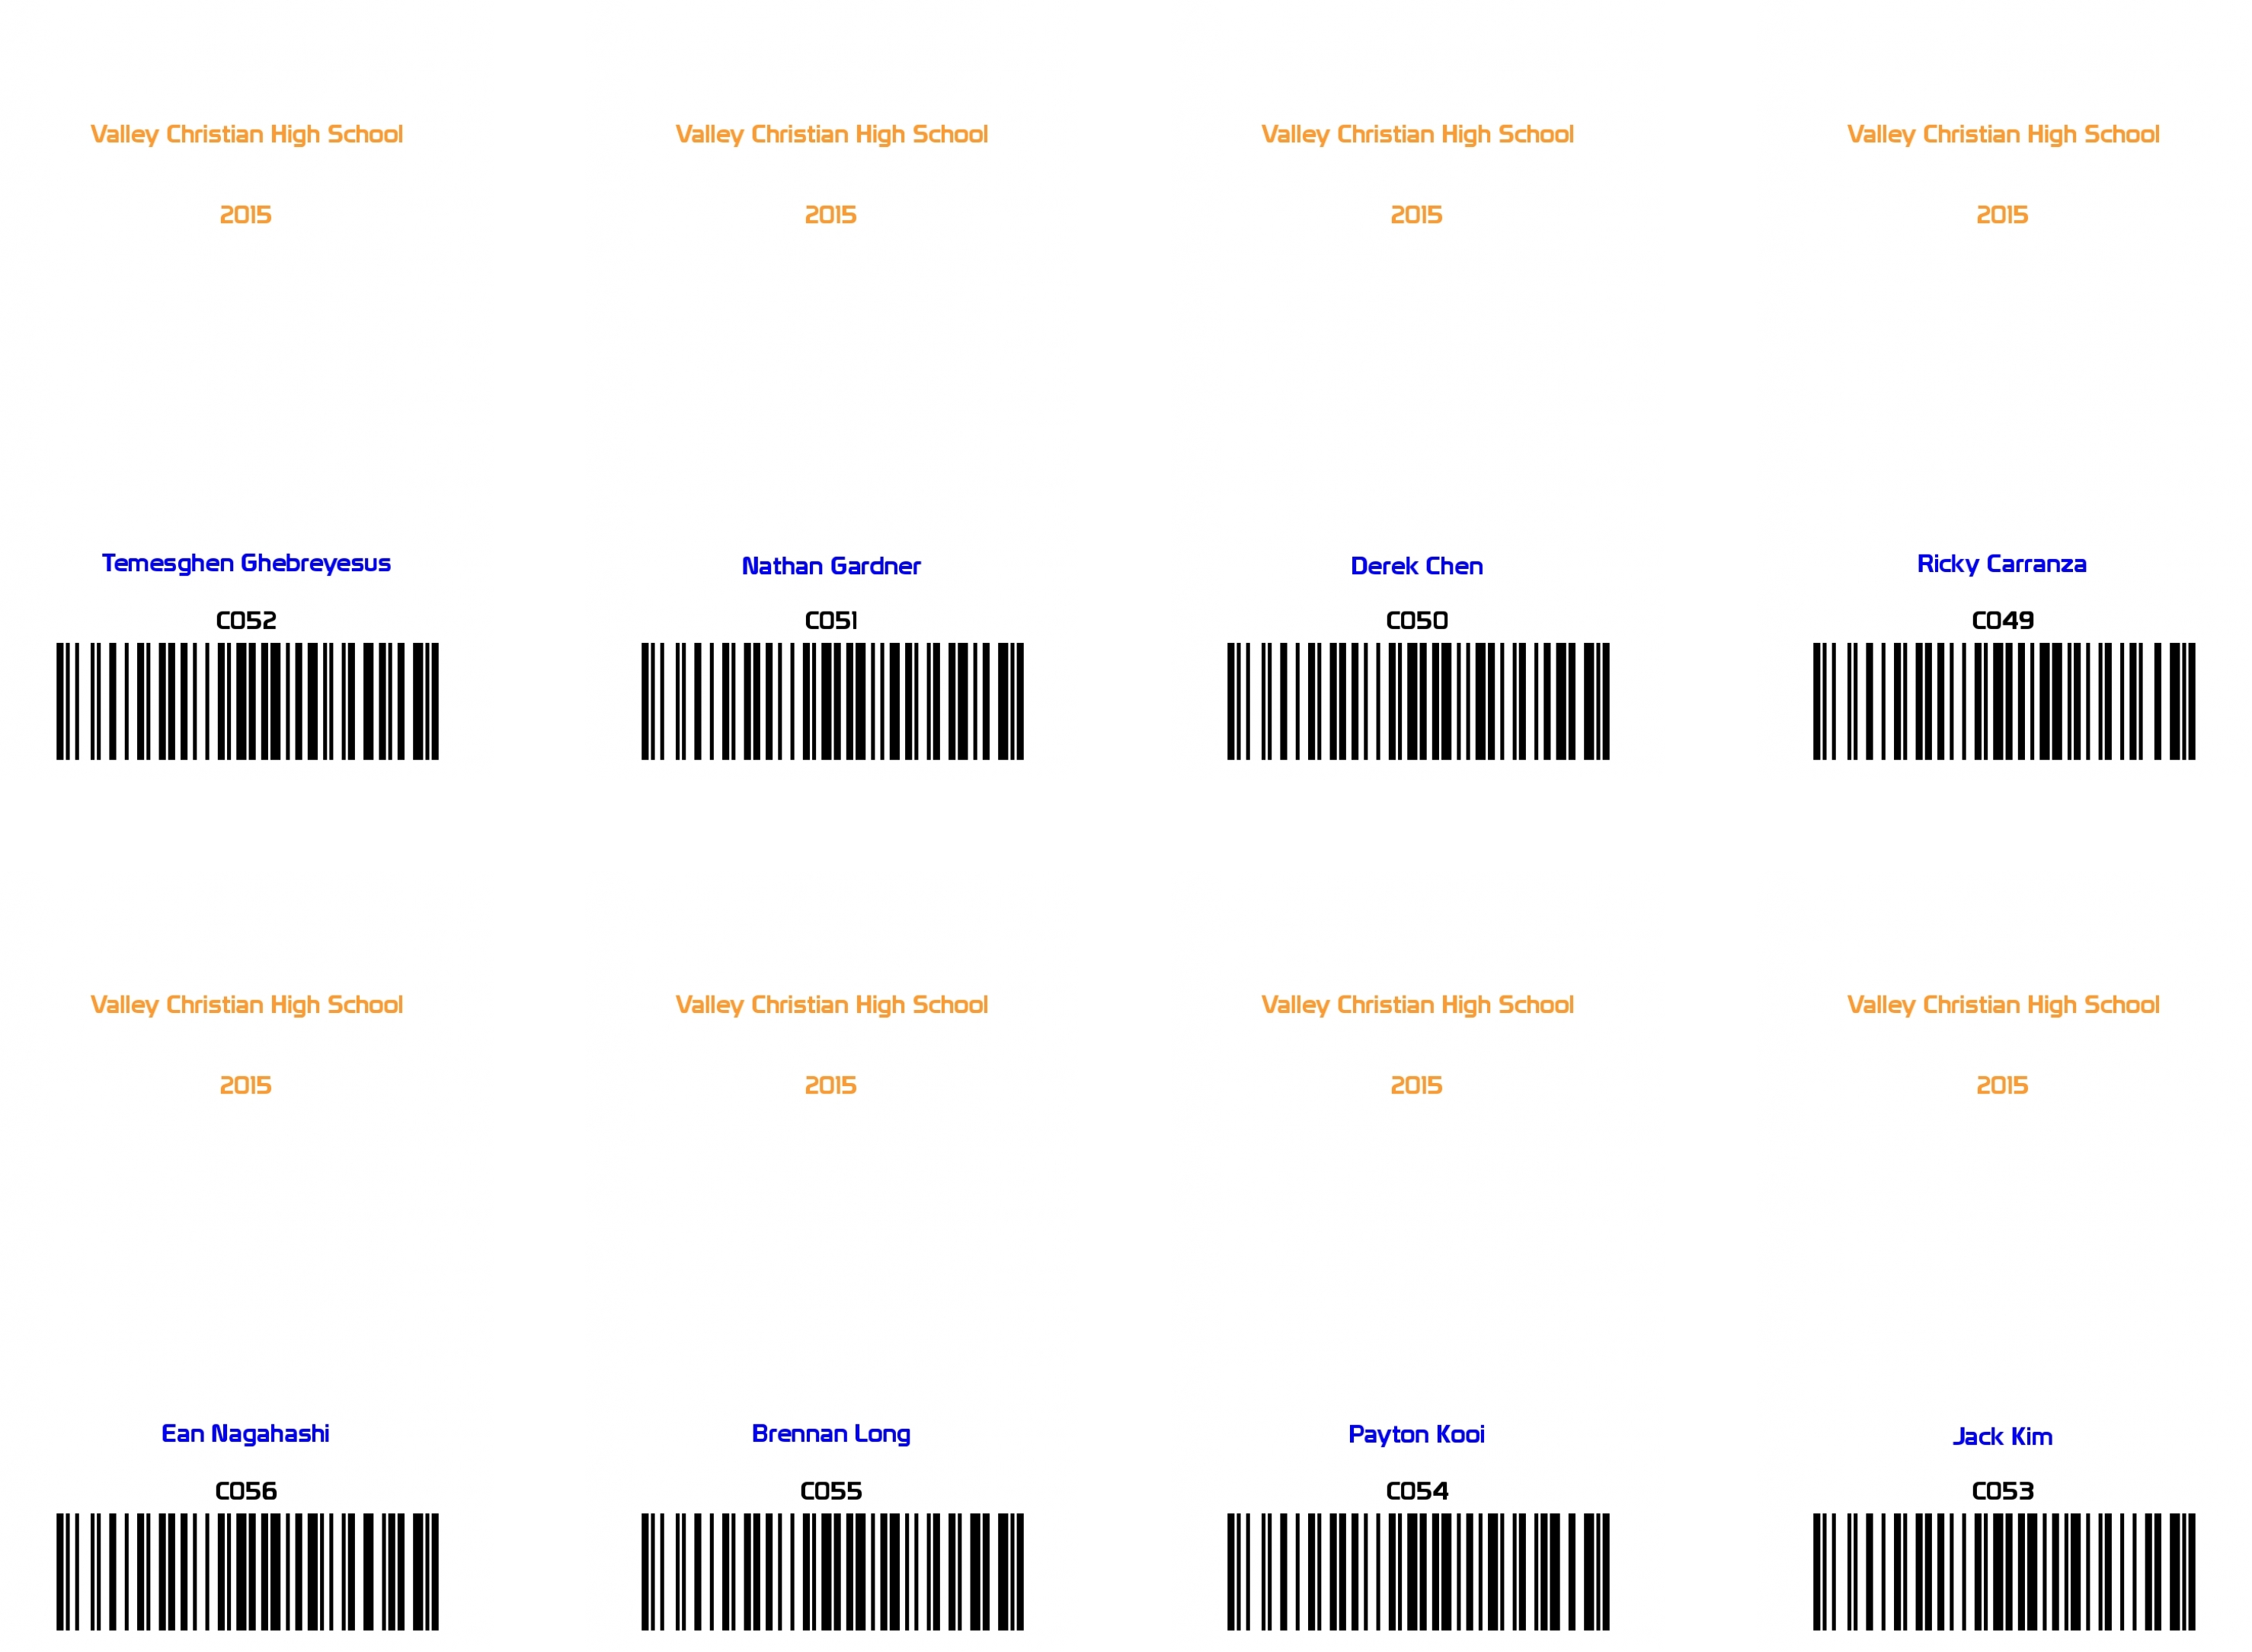 Valley Christian High School
2015
Temesghen Ghebreyesus
C052
Valley Christian High School
2015
Nathan Gardner
C051
Valley Christian High School
2015
Derek Chen
C050
Valley Christian High School
2015
Ricky Carranza
C049
Valley Christian High School
2015
Ean Nagahashi
C056
Valley Christian High School
2015
Brennan Long
C055
Valley Christian High School
2015
Payton Kooi
C054
Valley Christian High School
2015
Jack Kim
C053